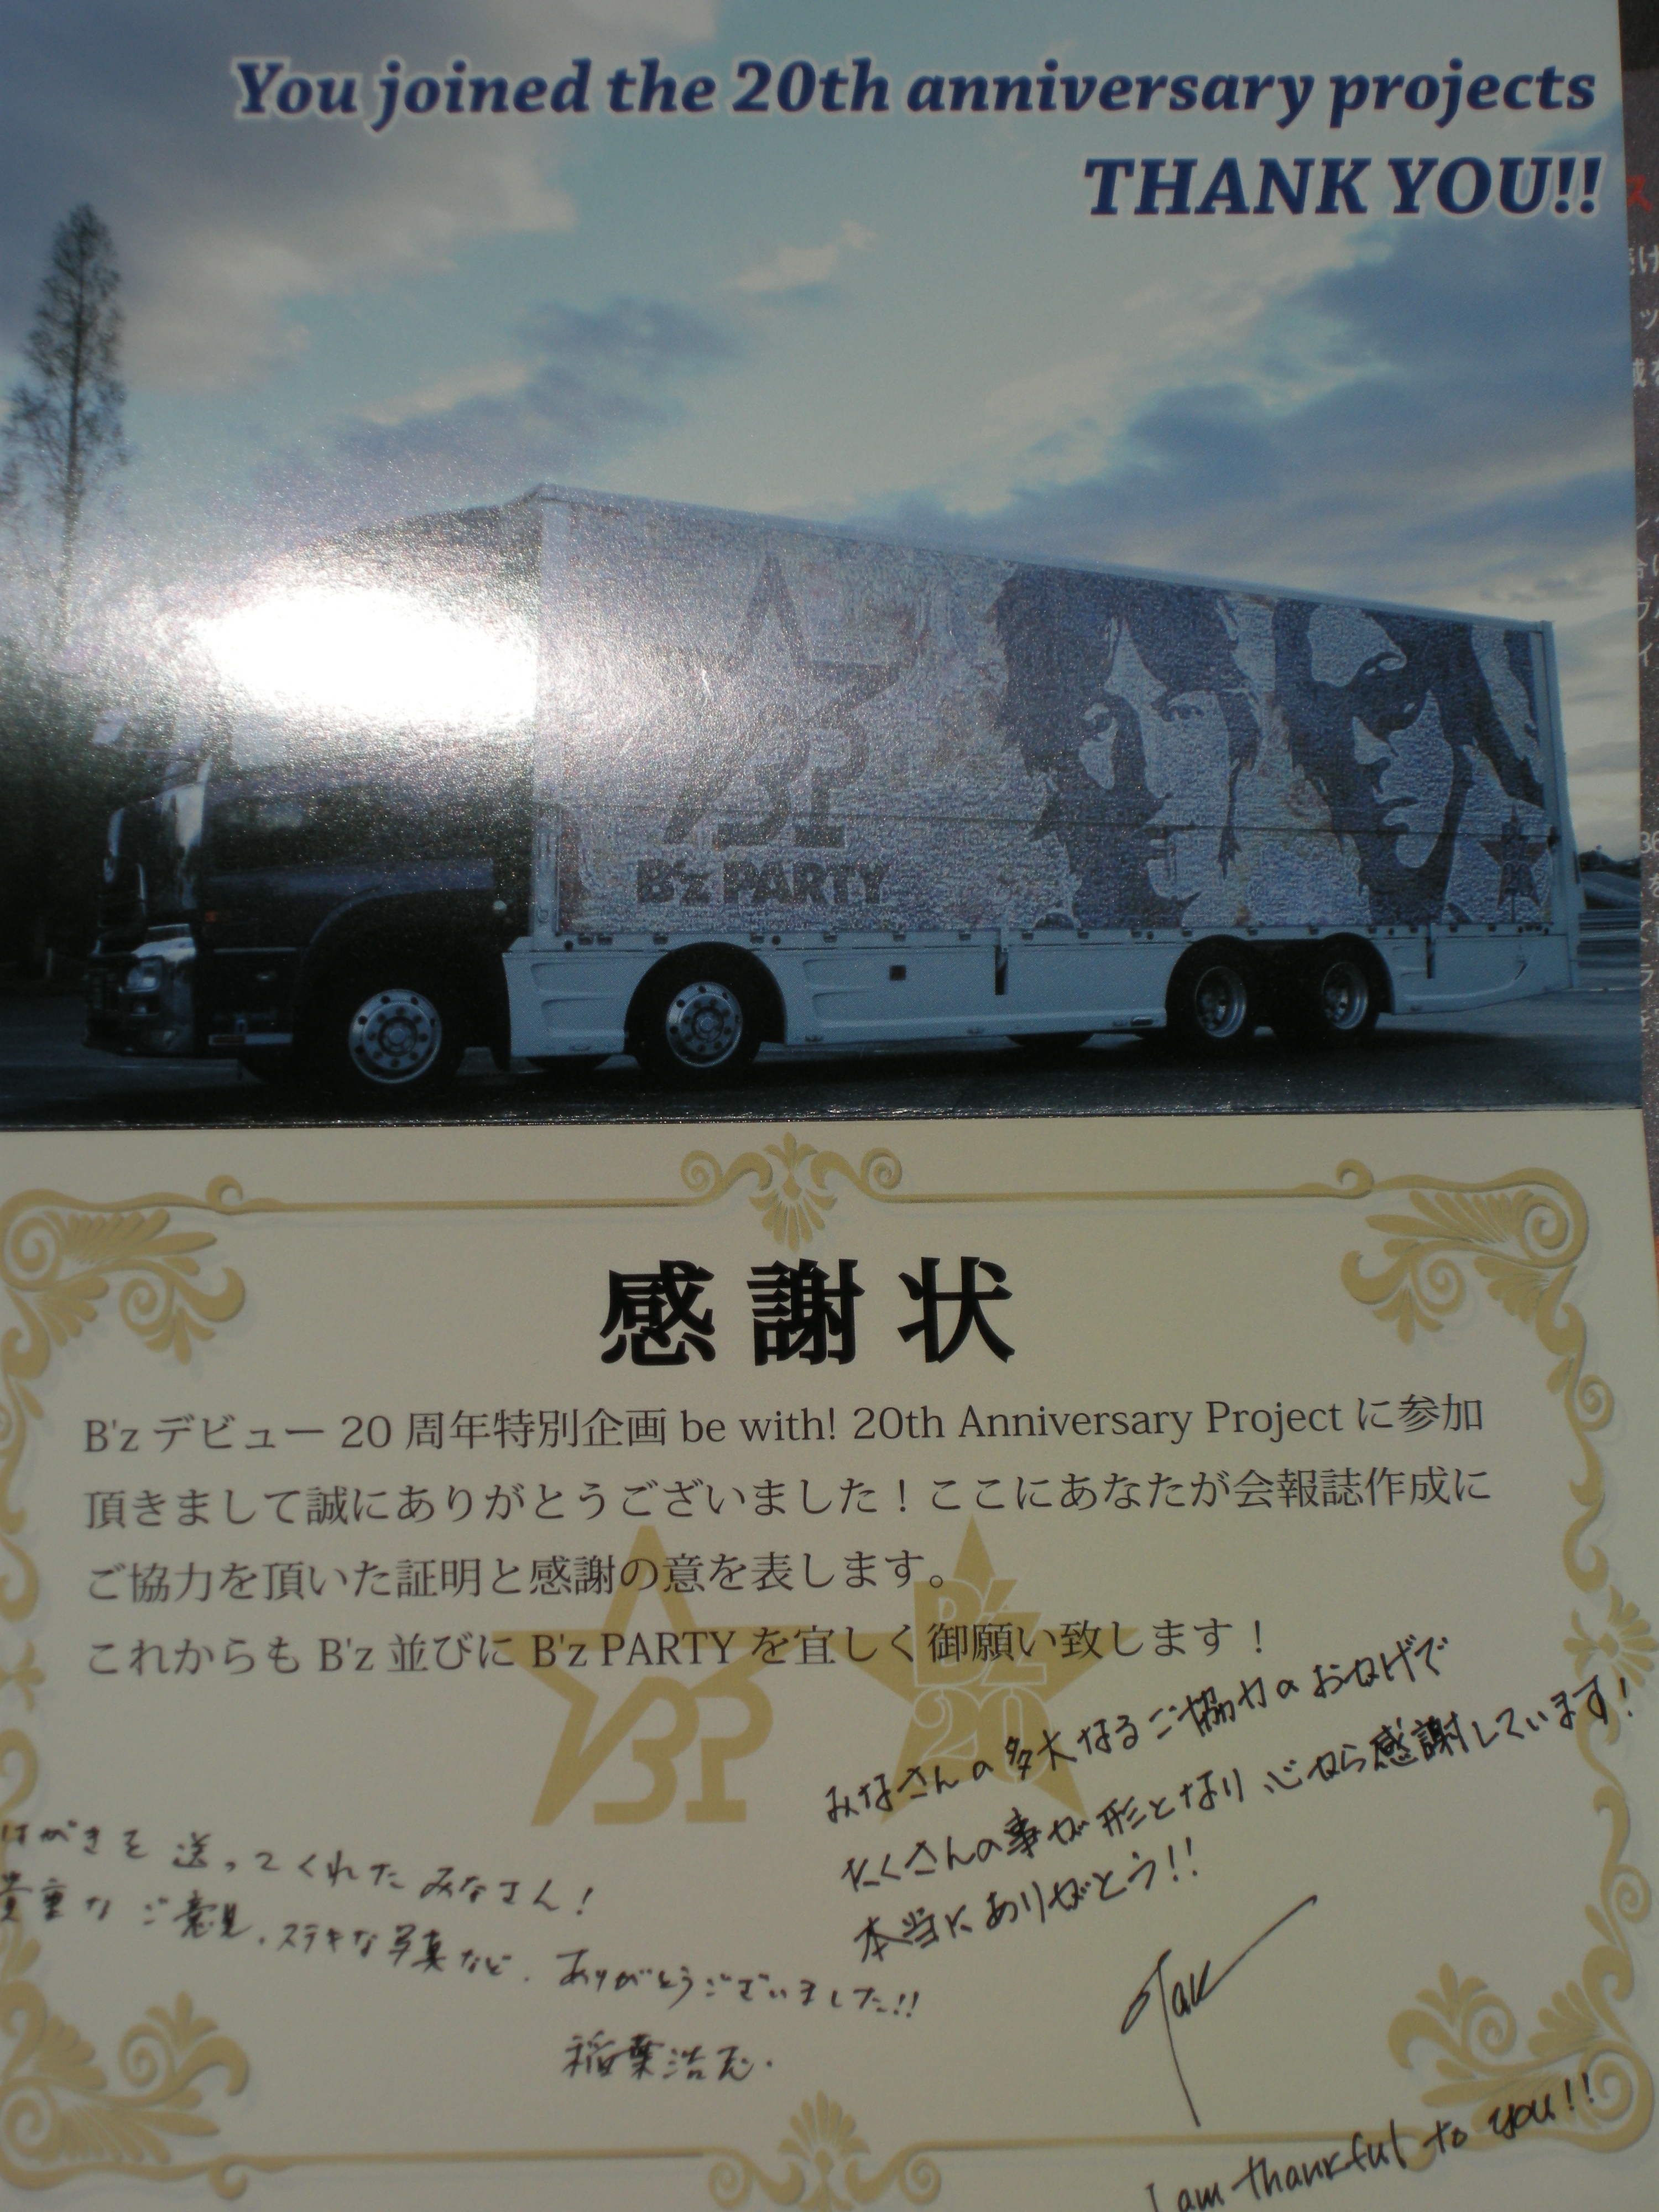 You joined the 20th anniversary projects
THANK YOU!!
B'z PARTY
感謝状
B'z デビュー 20 周年特別企画 be with! 20th Anniversary Project に参加
頂きまして誠にありがとうございました！ここにあなたが会報誌作成に
ご協力を頂いた証明と感謝の意を表します。
これからも B'z 並びに B'z PARTY を宜しく御願い致します！
BP
B'z
20
みなさんの多大なるご協力のおかげで
たくさんの事が形となり 心から感謝しています!
本当にありがとう!!
Tak
I am thankful to you!!
はがきを送ってくれたみなさん!
貴重なご意見、ステキな写真など、ありがとうございました!!
稲葉浩志.